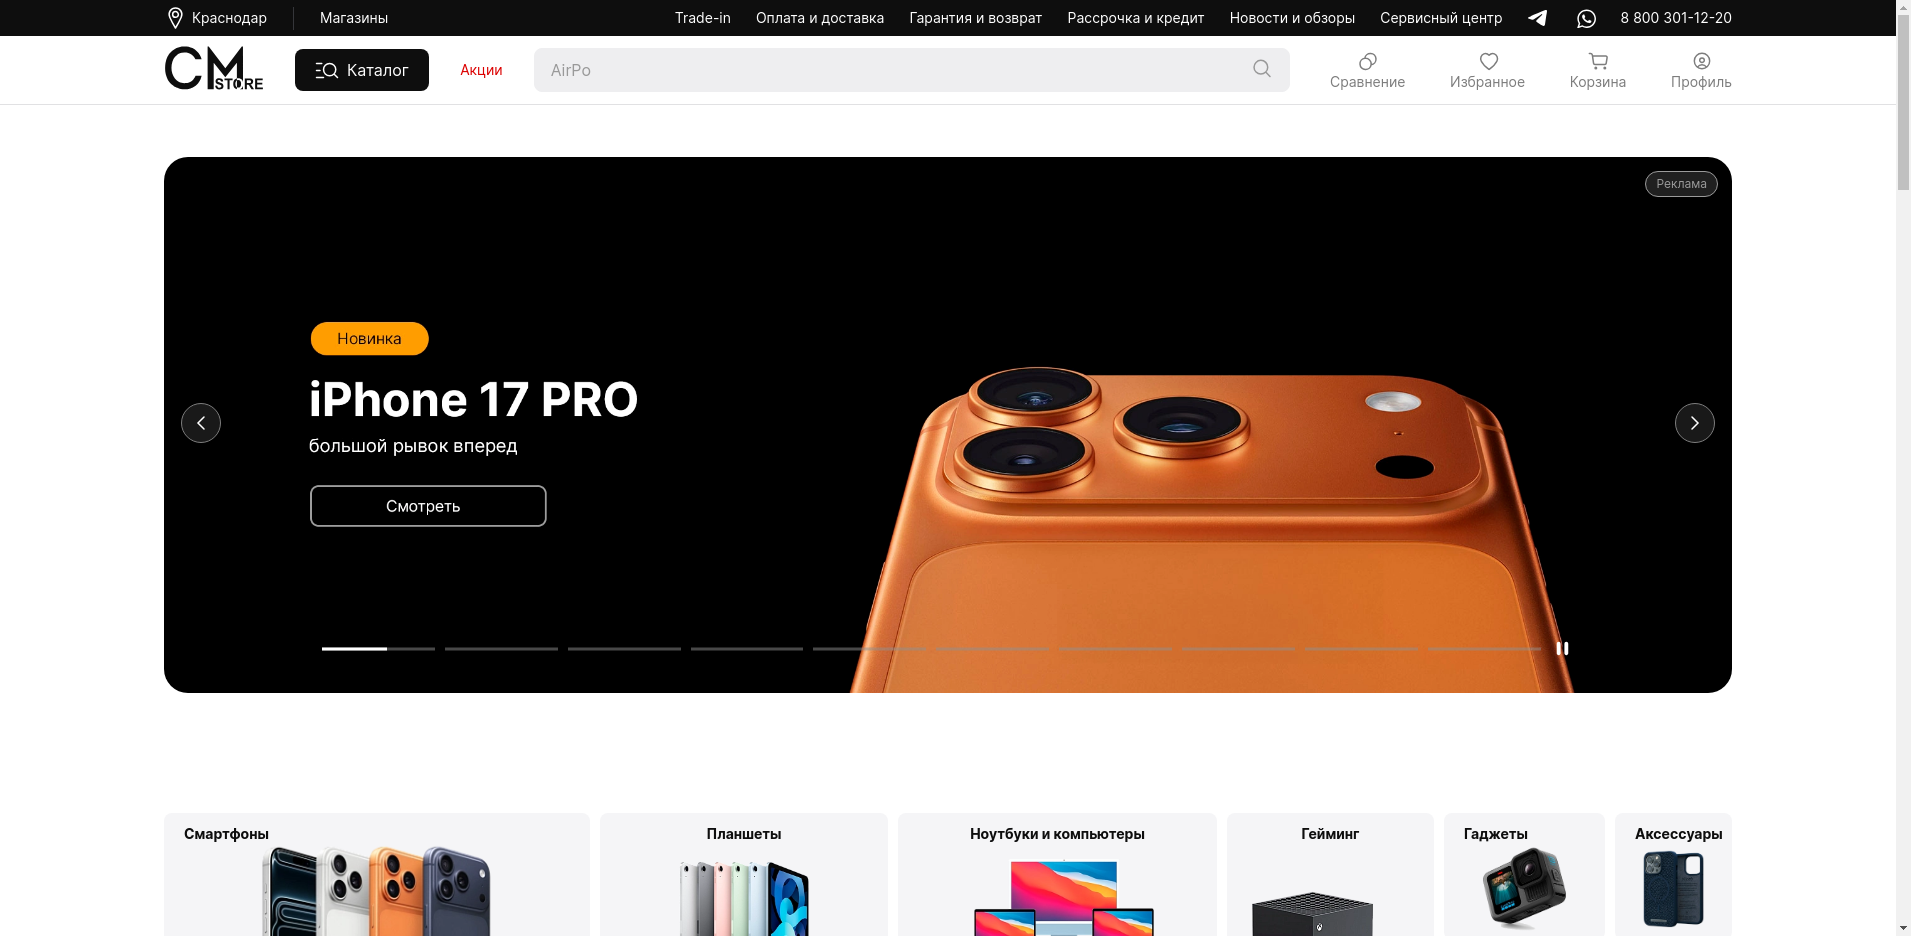 Краснодар
Магазины
Trade-in
Оплата и доставка
Гарантия и возврат
Рассрочка и кредит
Новости и обзоры
Сервисный центр
8 800 301-12-20
CM STORE
Каталог
Акции
AirPo
Сравнение
Избранное
Корзина
Профиль
Реклама
Новинка
iPhone 17 PRO
большой рывок вперед
Смотреть
Смартфоны
Планшеты
Ноутбуки и компьютеры
Гейминг
Гаджеты
Аксессуары